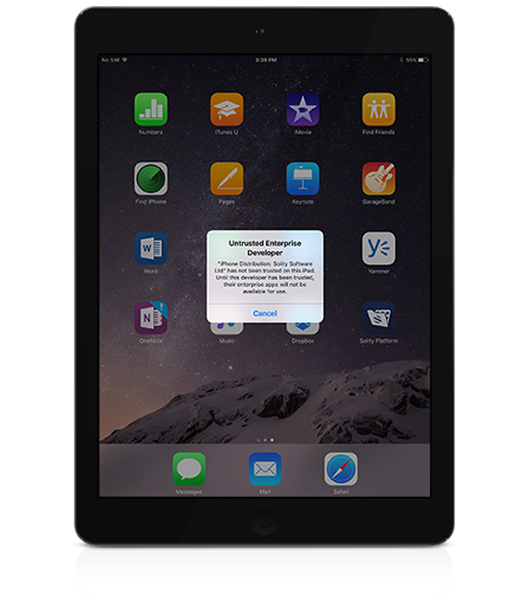 No SIM
3:39 PM
55%
Numbers
iTunes U
iMovie
Find Friends
Find iPhone
Pages
Keynote
GarageBand
Untrusted Enterprise
Developer
"iPhone Distribution: Solity Software
Ltd" has not been trusted on this iPad.
Until this developer has been trusted,
their enterprise apps will not be
available for use.
Cancel
W
Word
Yammer
N
OneNote
Music
Dropbox
Solity Platform
Messages
Mail
Safari